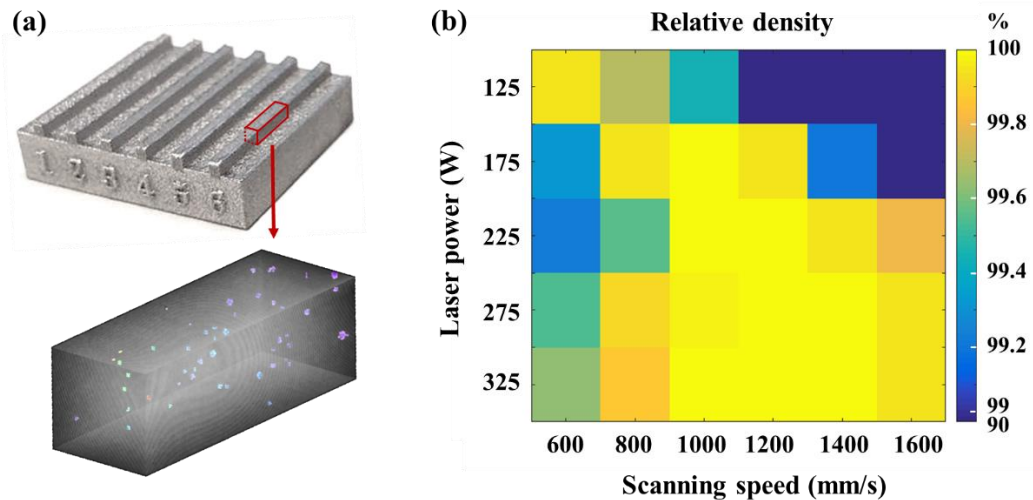 (a)
1 2 3 4 5 6
(b)
Relative density
%
Laser power (W)
125
175
225
275
325
600 800 1000 1200 1400 1600
Scanning speed (mm/s)
100
99.8
99.6
99.4
99.2
99
90